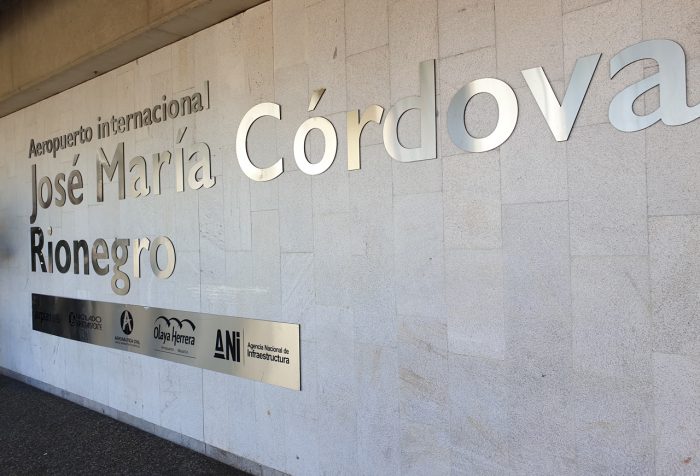 Aeropuerto internacional
José María Córdova
Rionegro
Olaya Herrera
ANI Agencia Nacional de
Infraestructura